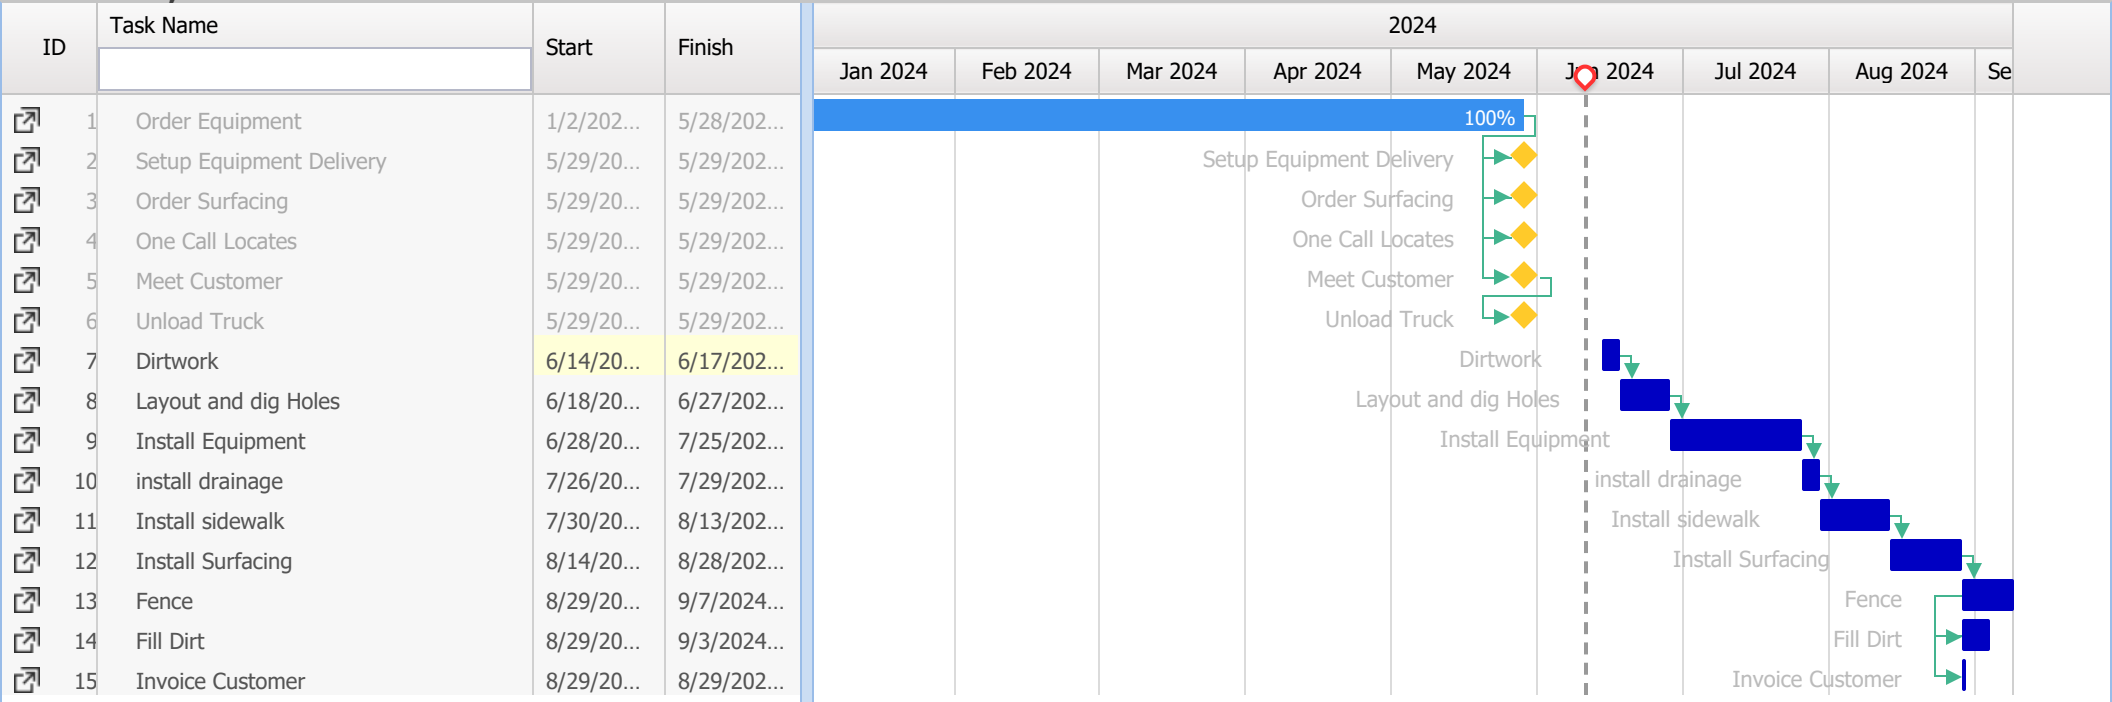 ID
Task Name
Start
Finish
2024
Jan 2024
Feb 2024
Mar 2024
Apr 2024
May 2024
Jun 2024
Jul 2024
Aug 2024
Se
1 Order Equipment 1/2/202... 5/28/202...
2 Setup Equipment Delivery 5/29/20... 5/29/202...
3 Order Surfacing 5/29/20... 5/29/202...
4 One Call Locates 5/29/20... 5/29/202...
5 Meet Customer 5/29/20... 5/29/202...
6 Unload Truck 5/29/20... 5/29/202...
7 Dirtwork 6/14/20... 6/17/202...
8 Layout and dig Holes 6/18/20... 6/27/202...
9 Install Equipment 6/28/20... 7/25/202...
10 install drainage 7/26/20... 7/29/202...
11 Install sidewalk 7/30/20... 8/13/202...
12 Install Surfacing 8/14/20... 8/28/202...
13 Fence 8/29/20... 9/7/2024...
14 Fill Dirt 8/29/20... 9/3/2024...
15 Invoice Customer 8/29/20... 8/29/202...
100%
Setup Equipment Delivery
Order Surfacing
One Call Locates
Meet Customer
Unload Truck
Dirtwork
Layout and dig Holes
Install Equipment
install drainage
Install sidewalk
Install Surfacing
Fence
Fill Dirt
Invoice Customer